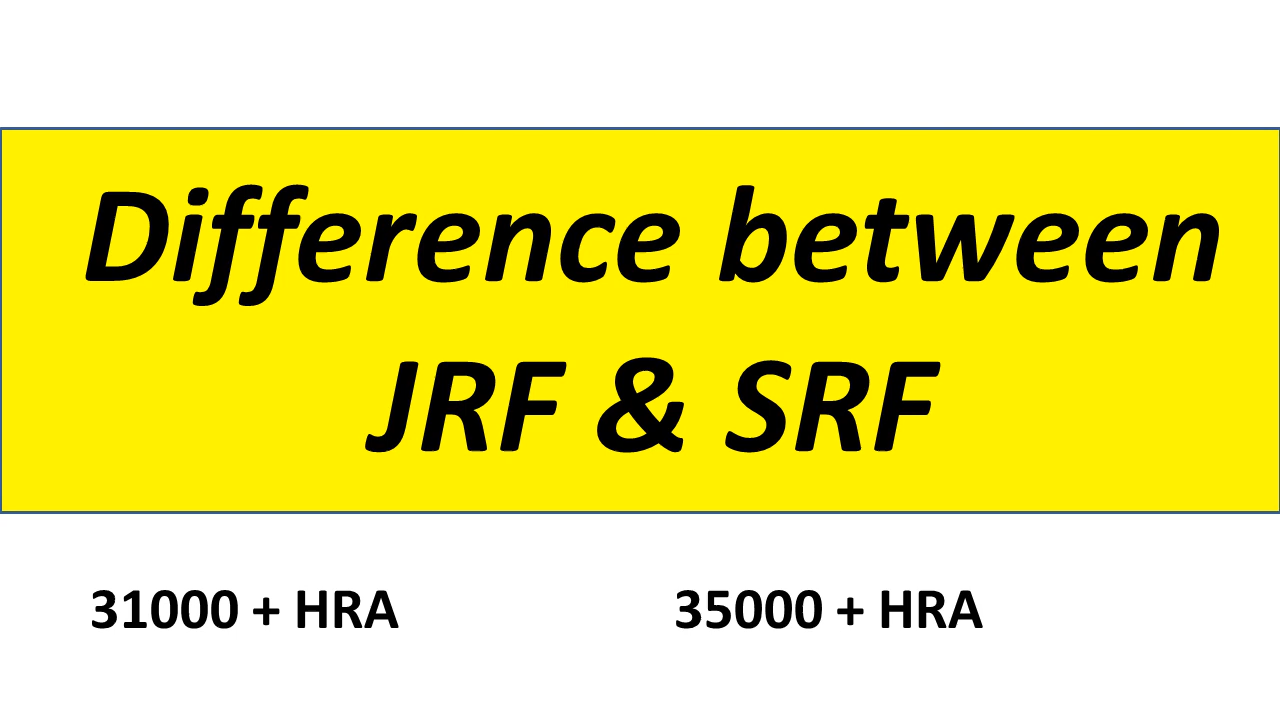 Difference between
JRF & SRF
31000 + HRA
35000 + HRA